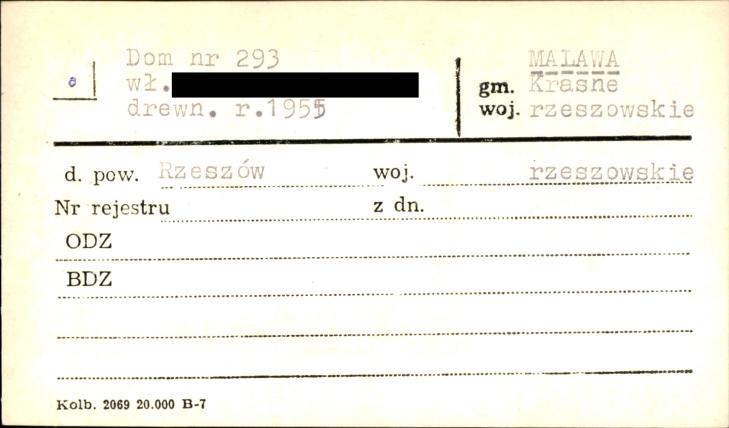 o
Dom nr 293
wł.
drewn. r.1955
MALAWA
gm. Krasne
woj. rzeszowskie
d. pow. Rzeszów woj. rzeszowskie
Nr rejestru z dn.
ODZ
BDZ
Kolb. 2069 20.000 B-7